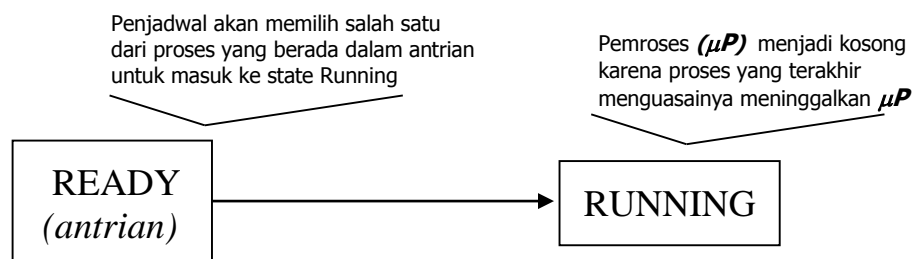 Penjadwal akan memilih salah satu
dari proses yang berada dalam antrian
untuk masuk ke state Running
Pemroses (μP) menjadi kosong
karena proses yang terakhir
menguasainya meninggalkan μP
READY
(antrian)
RUNNING